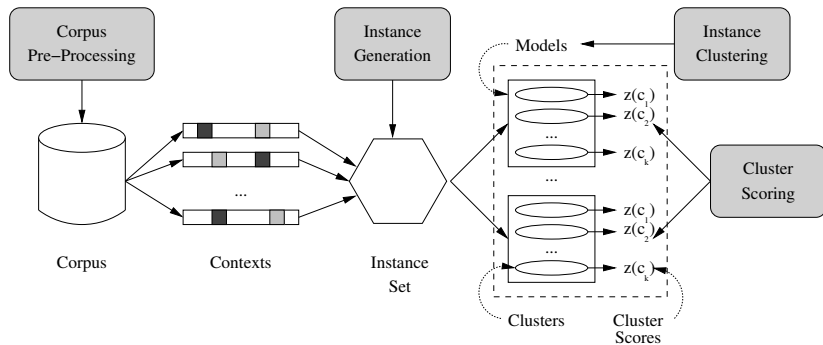 Corpus
Pre−Processing
Instance
Generation
Instance
Clustering
Models
z(c1)
z(c2)
...
z(ck)
...
...
Cluster
Scoring
z(c1)
z(c2)
...
z(ck)
Corpus
Contexts
Instance
Set
Clusters
Cluster
Scores